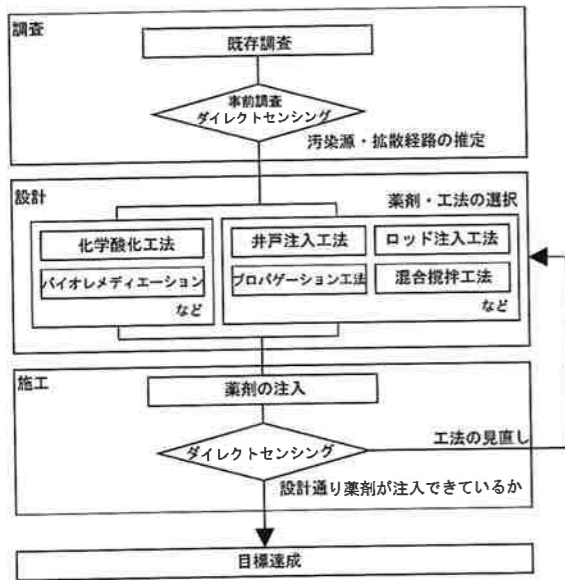 調査
既存調査
事前調査
ダイレクトセンシング
汚染源・拡散経路の推定
設計
薬剤・工法の選択
化学酸化工法
バイオレメディエーション
など
井戸注入工法
ロッド注入工法
プロパゲーション工法
混合撹拌工法
など
施工
薬剤の注入
ダイレクトセンシング
工法の見直し
設計通り薬剤が注入できているか
目標達成